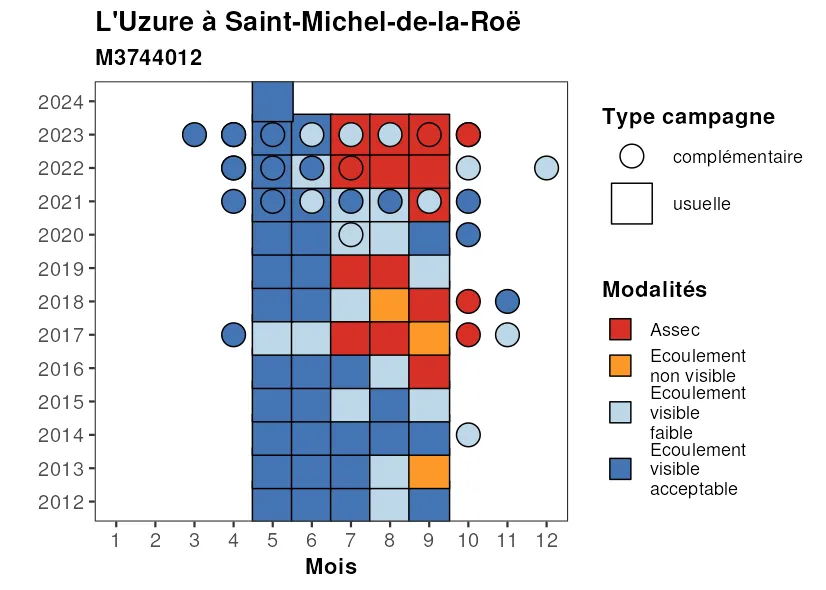 L'Uzure à Saint-Michel-de-la-Roë
M3744012
2024
2023
2022
2021
2020
2019
2018
2017
2016
2015
2014
2013
2012
1 2 3 4 5 6 7 8 9 10 11 12
Mois
Type campagne
complémentaire
usuelle
Modalités
Assec
Ecoulement
non visible
Ecoulement
visible
faible
Ecoulement
visible
acceptable